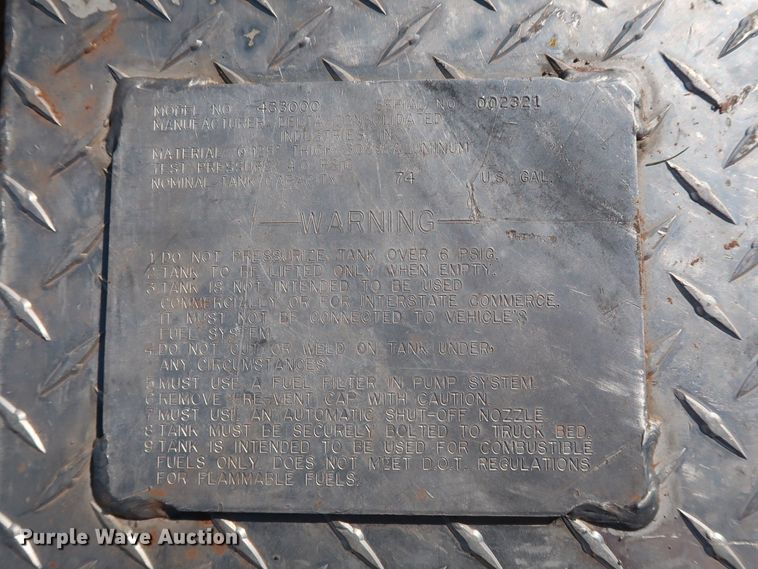 MODEL NO 433000 SERIAL NO 002321
MANUFACTURER CONSOLIDATED
INDUSTRIES IN
MATERIAL THICK ALUMINUM
TEST PRESSURE PSIG
NOMINAL TANK 74 U.S. GAL.
WARNING
1 DO NOT PRESSURIZE TANK OVER 6 PSIG.
2 TANK TO BE LIFTED ONLY WHEN EMPTY.
3 TANK IS NOT INTENDED TO BE USED
COMMERCIALLY OR FOR INTERSTATE COMMERCE.
IT MUST NOT BE CONNECTED TO VEHICLE'S
FUEL SYSTEM.
4 DO NOT CUT OR WELD ON TANK UNDER
ANY CIRCUMSTANCES.
5 MUST USE A FUEL FILTER IN PUMP SYSTEM.
6 REMOVE PRE-VENT CAP WITH CAUTION.
7 MUST USE AN AUTOMATIC SHUT-OFF NOZZLE.
8 TANK MUST BE SECURELY BOLTED TO TRUCK BED.
9 TANK IS INTENDED TO BE USED FOR COMBUSTIBLE
FUELS ONLY. DOES NOT MEET D.O.T. REGULATIONS
FOR FLAMMABLE FUELS.
Purple Wave Auction